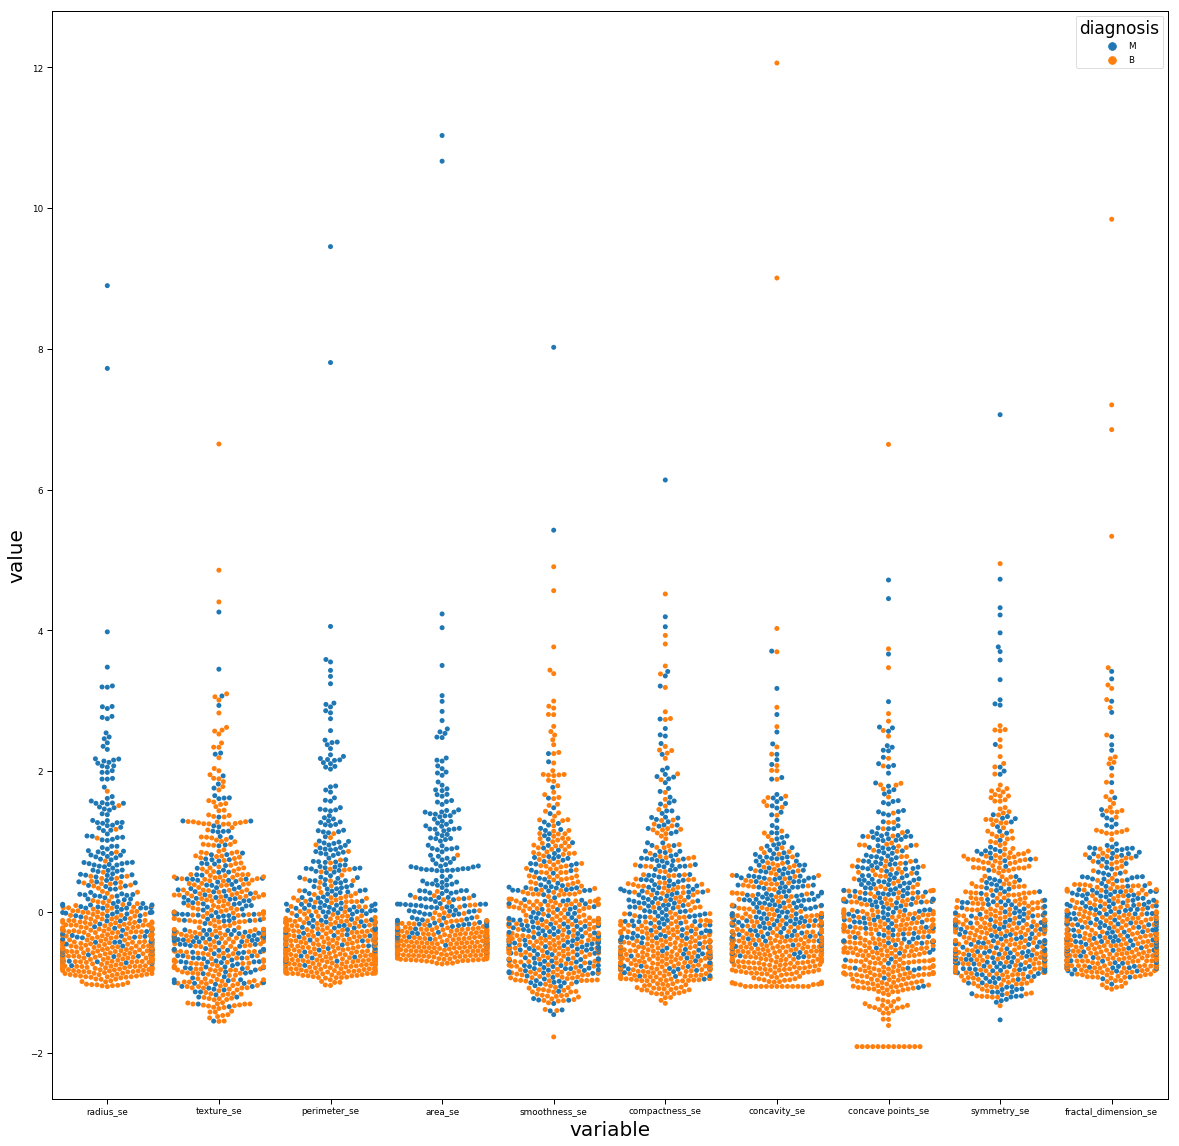 diagnosis
M
B
12
10
8
6
4
2
0
−2
value
radius_se texture_se perimeter_se area_se smoothness_se compactness_se concavity_se concave points_se symmetry_se fractal_dimension_se
variable